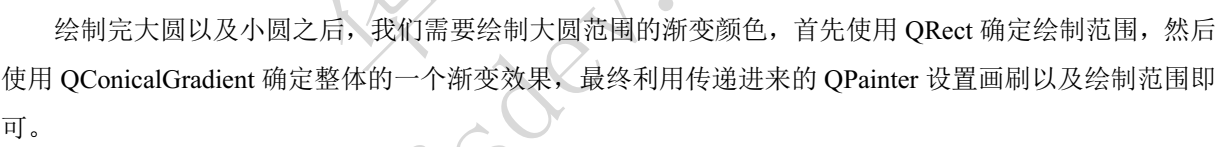 绘制完大圆以及小圆之后，我们需要绘制大圆范围的渐变颜色，首先使用 QRect 确定绘制范围，然后
使用 QConicalGradient 确定整体的一个渐变效果，最终利用传递进来的 QPainter 设置画刷以及绘制范围即
可。